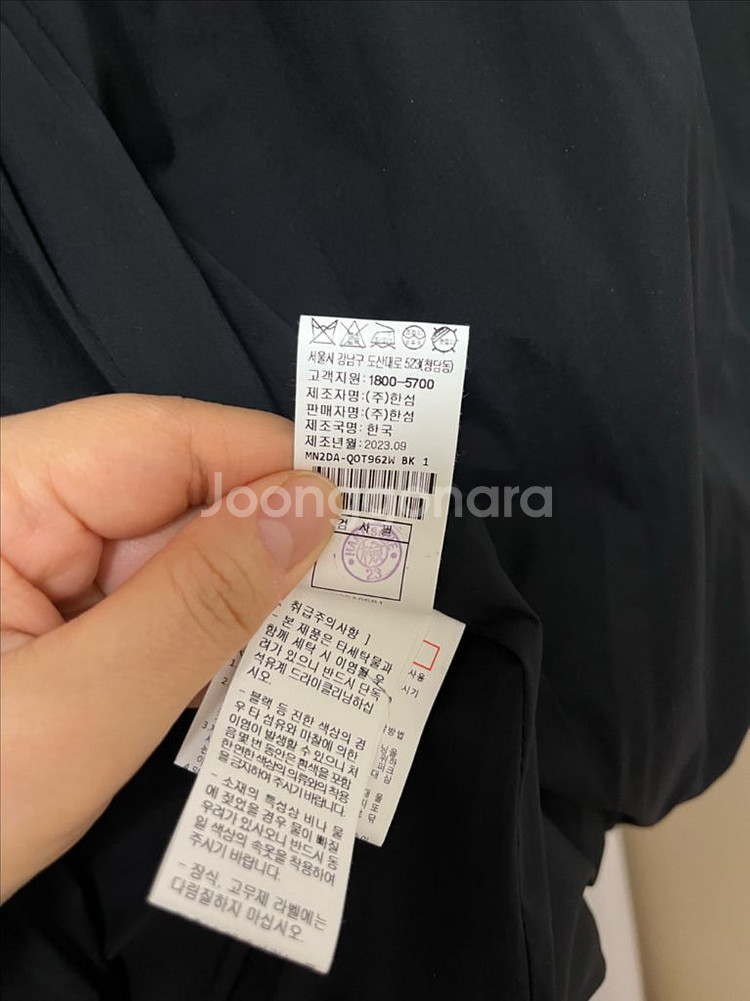 서울시 강남구 도산대로 523(청담동)
고객지원:1800-5700
제조자명:(주)한섬
판매자명:(주)한섬
제조국명:한국
제조년월:2023.09
MN2DA-QOT962W BK 1
Joonggonara
검 사 필
23
취급주의사항 ]
- 본 제품은 타세탁물과
함께 세탁 시 이염될 우
려가 있으니 반드시 단독
석유계 드라이클리닝하십
시오.
- 블랙 등 진한 색상의 경
우 타 섬유와 마찰에 의한
이염이 발생할 수 있으니 처
음 몇 번 동안은 흰색을 포함
한 연한 색상의 의류와의 착용
을 금지하여 주시기 바랍니다.
- 소재의 특성상 비나 물
에 젖었을 경우 물이 빠질
우려가 있사오니 반드시 동
일 색상의 속옷을 착용하여
주시기 바랍니다.
- 장식, 고무제 라벨에는
다림질하지 마십시오
사용
시기